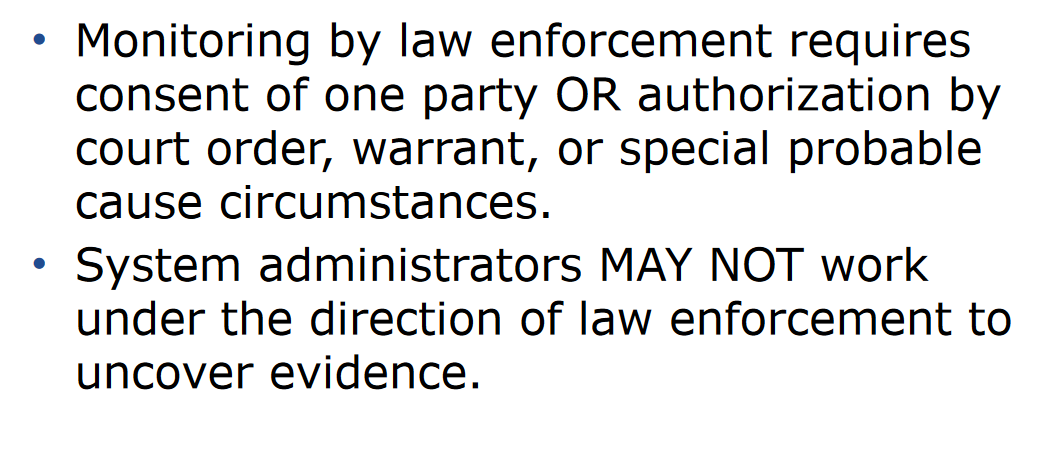 • Monitoring by law enforcement requires
consent of one party OR authorization by
court order, warrant, or special probable
cause circumstances.
• System administrators MAY NOT work
under the direction of law enforcement to
uncover evidence.